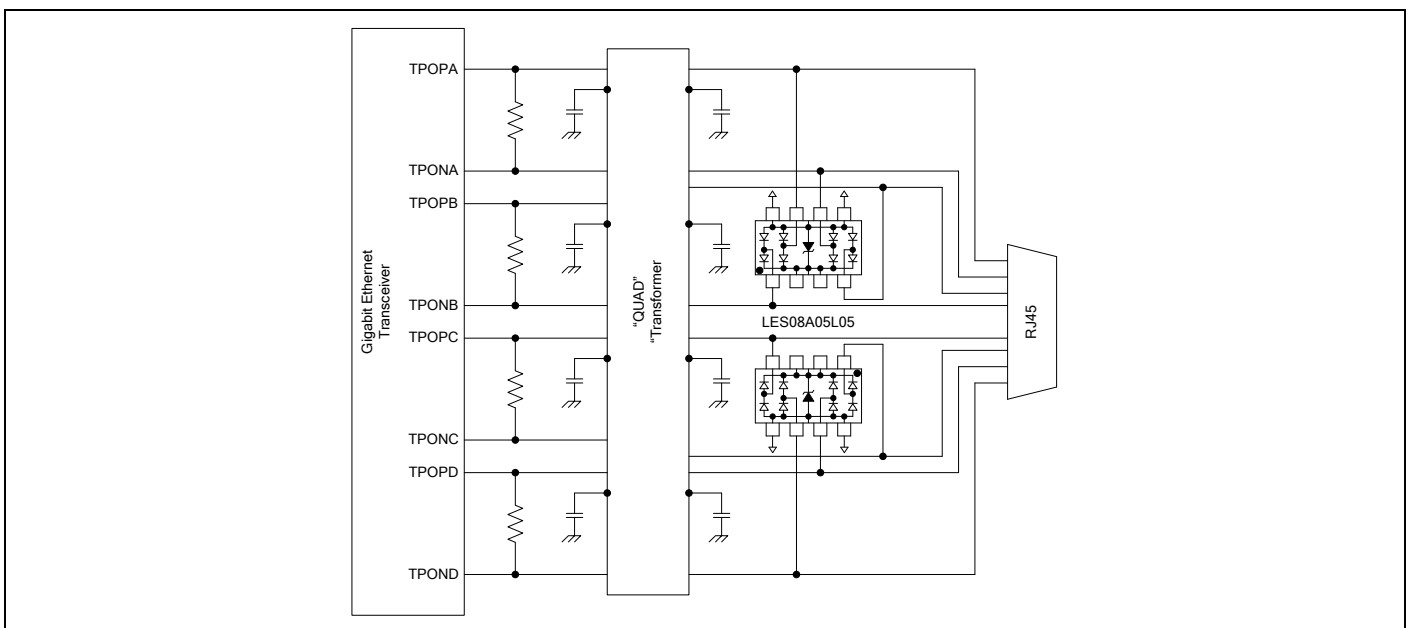 TPOPA
TPONA
TPOPB
TPONB
TPOPC
TPONC
TPOPD
TPOND
Gigabit Ethernet
Transceiver
“QUAD”
“Transformer
LES08A05L05
RJ45